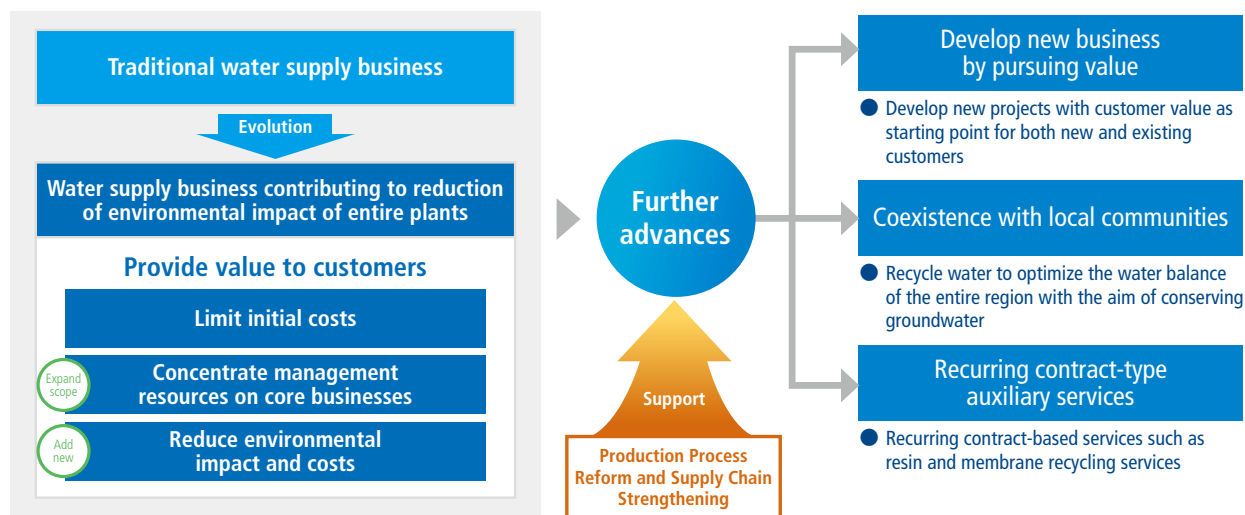 Traditional water supply business
Evolution
Water supply business contributing to reduction
of environmental impact of entire plants
Provide value to customers
Limit initial costs
Expand
scope
Concentrate management
resources on core businesses
Add
new
Reduce environmental
impact and costs
Further
advances
Support
Production Process
Reform and Supply Chain
Strengthening
Develop new business
by pursuing value
● Develop new projects with customer value as
starting point for both new and existing
customers
Coexistence with local communities
● Recycle water to optimize the water balance
of the entire region with the aim of conserving
groundwater
Recurring contract-type
auxiliary services
● Recurring contract-based services such as
resin and membrane recycling services